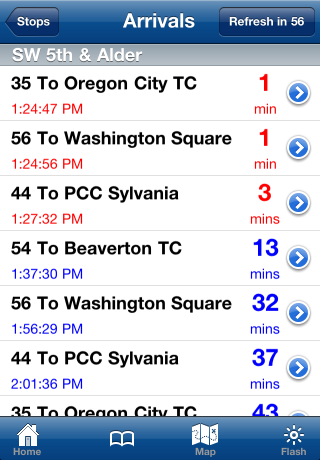 Stops
Arrivals
Refresh in 56
SW 5th & Alder
35 To Oregon City TC
1
1:24:47 PM
min
56 To Washington Square
1
1:24:56 PM
min
44 To PCC Sylvania
3
1:27:32 PM
mins
54 To Beaverton TC
13
1:37:30 PM
mins
56 To Washington Square
32
1:56:29 PM
mins
44 To PCC Sylvania
37
2:01:36 PM
mins
35 To Oregon City TC
43
Home
Map
Flash